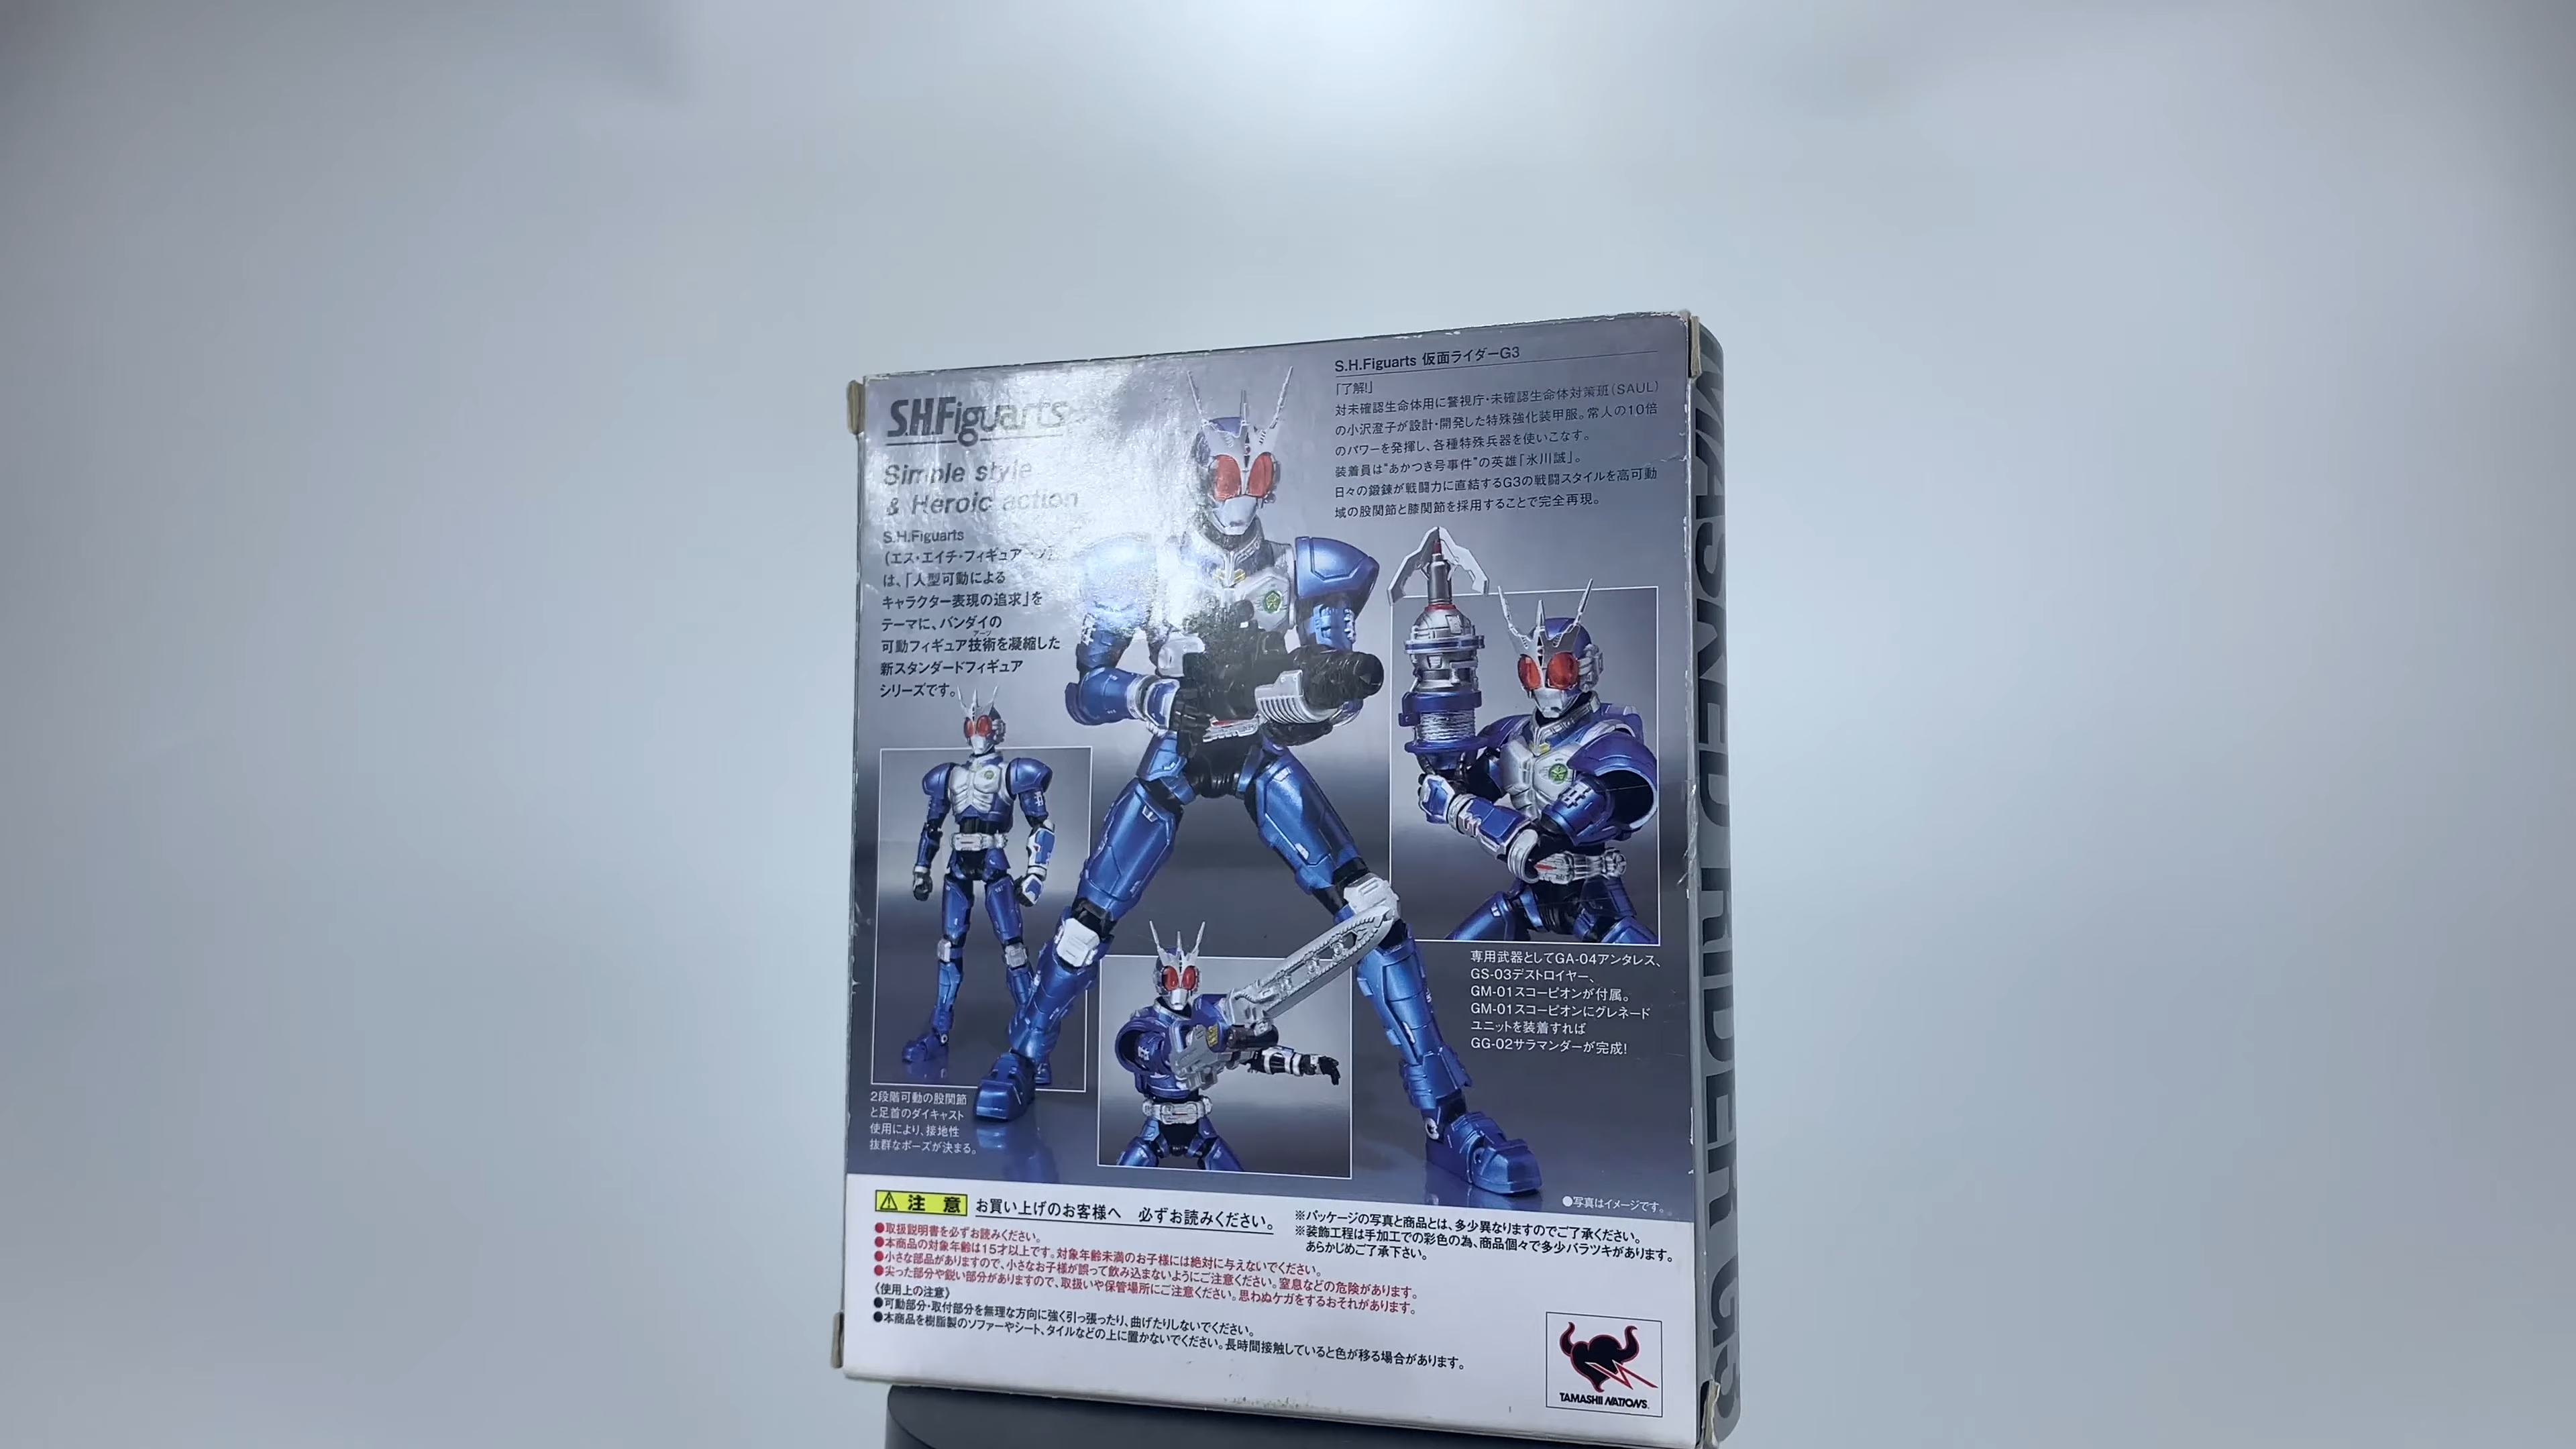 S.H.Figuarts
Simple style
& Heroic action
S.H.Figuarts
(エス・エイチ・フィギュアーツ)
は、「人型可動による
キャラクター表現の追求」を
テーマに、バンダイの
可動フィギュア技術を凝縮した
新スタンダードフィギュア
シリーズです。
S.H.Figuarts 仮面ライダーG3
「了解!」
対未確認生命体用に警視庁・未確認生命体対策班(SAUL)
の小沢澄子が設計・開発した特殊強化装甲服。常人の10倍
のパワーを発揮し、各種特殊兵器を使いこなす。
装着員は“あかつき号事件”の英雄「氷川誠」。
日々の鍛錬が戦闘力に直結するG3の戦闘スタイルを高可動
域の股関節と膝関節を採用することで完全再現。
専用武器としてGA-04アンタレス、
GS-03デストロイヤー、
GM-01スコーピオンが付属。
GM-01スコーピオンにグレネード
ユニットを装着すれば
GG-02サラマンダーが完成!
2段階可動の股関節
と足首のダイキャスト
使用により、接地性
抜群なポーズが決まる。
●写真はイメージです。
注 意 お買い上げのお客様へ 必ずお読みください。
●取扱説明書を必ずお読みください。
●本商品の対象年齢は15才以上です。対象年齢未満のお子様には絶対に与えないでください。
●小さな部品がありますので、小さなお子様が誤って飲み込まないようにご注意ください。窒息などの危険があります。
●尖った部分や鋭い部分がありますので、取扱いや保管場所にご注意ください。思わぬケガをするおそれがあります。
《使用上の注意》
●可動部分・取付部分を無理な方向に強く引っ張ったり、曲げたりしないでください。
●本商品を樹脂製のソファーやシート、タイルなどの上に置かないでください。長時間接触していると色が移る場合があります。
※パッケージの写真と商品とは、多少異なりますのでご了承ください。
※装飾工程は手加工での彩色の為、商品個々で多少バラツキがあります。
あらかじめご了承下さい。
TAMASHII NATIONS
MASKED RIDER G3